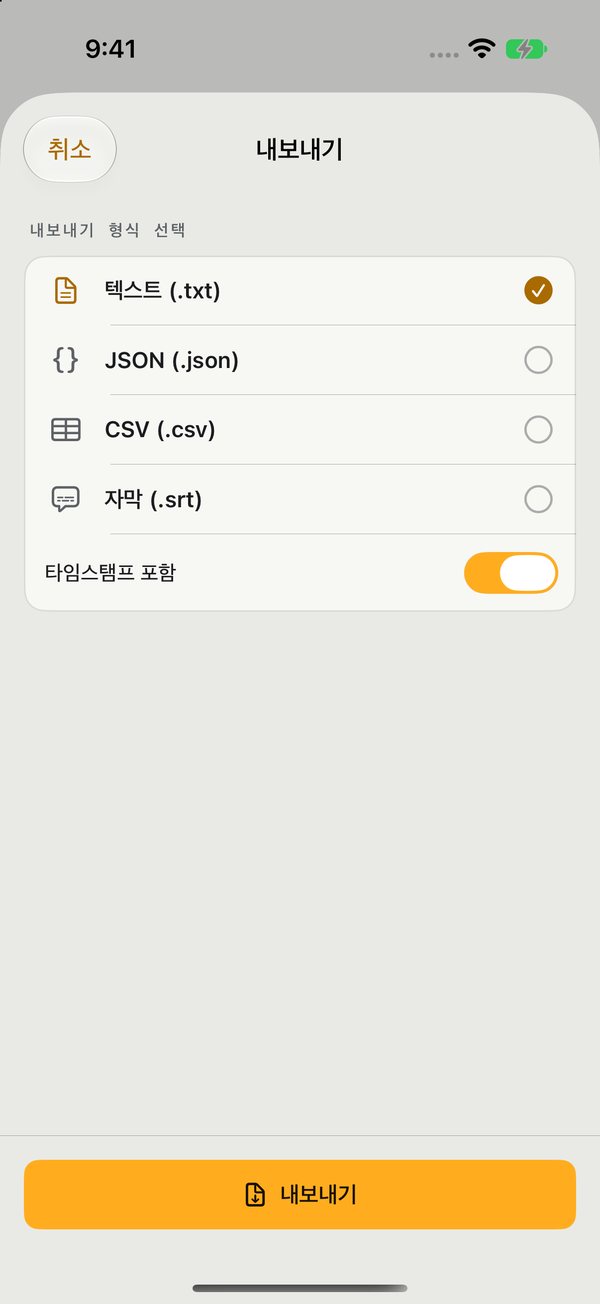 9:41
취소
내보내기
내보내기 형식 선택
텍스트 (.txt)
{} JSON (.json)
CSV (.csv)
자막 (.srt)
타임스탬프 포함
내보내기